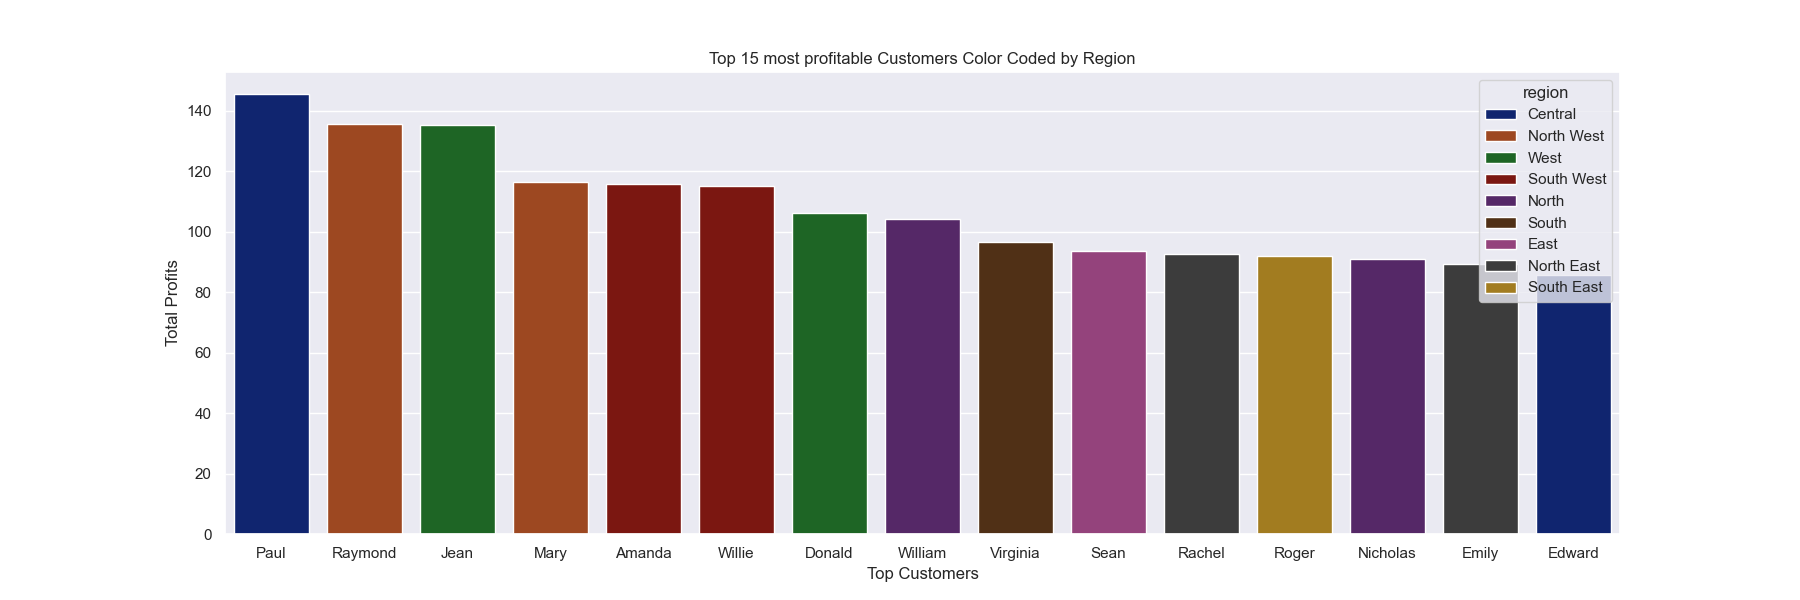 Top 15 most profitable Customers Color Coded by Region
Total Profits
140
120
100
80
60
40
20
0
region
Central
North West
West
South West
North
South
East
North East
South East
Paul Raymond Jean Mary Amanda Willie Donald William Virginia Sean Rachel Roger Nicholas Emily Edward
Top Customers